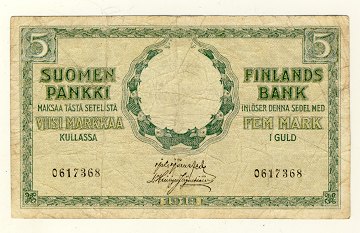 5 5
SUOMEN
PANKKI
MAKSAA TÄSTÄ SETELISTÄ
VIISI MARKKAA
KULLASSA
FINLANDS
BANK
INLÖSER DENNA SEDEL MED
FEM MARK
I GULD
0617368 0617368